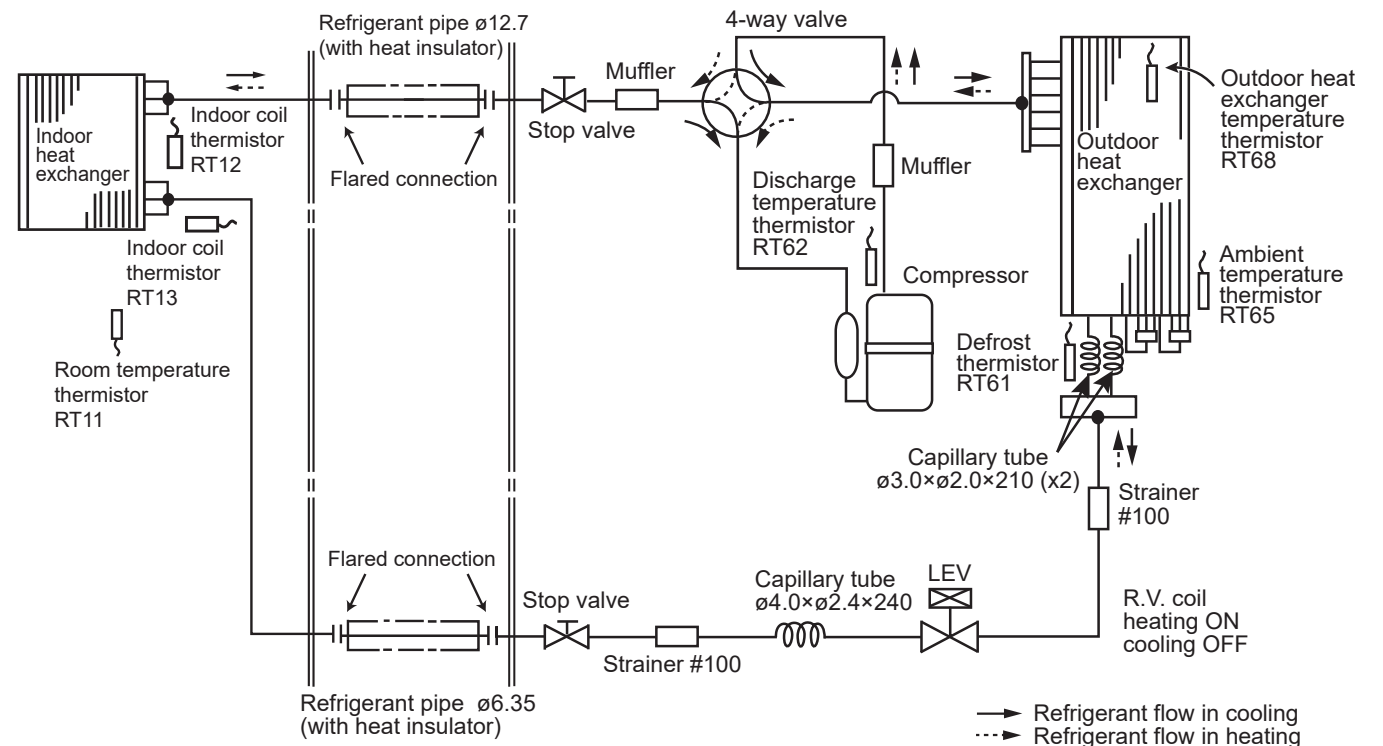 Refrigerant pipe ø12.7
(with heat insulator)
4-way valve
Muffler
Stop valve
Indoor
heat
exchanger
Indoor coil
thermistor
RT12
Flared connection
Indoor coil
thermistor
RT13
Room temperature
thermistor
RT11
Discharge
temperature
thermistor
RT62
Muffler
Compressor
Outdoor
heat
exchanger
Outdoor heat
exchanger
temperature
thermistor
RT68
Ambient
temperature
thermistor
RT65
Defrost
thermistor
RT61
Capillary tube
ø3.0×ø2.0×210 (x2)
Strainer
#100
Flared connection
Stop valve
Strainer #100
Capillary tube
ø4.0×ø2.4×240
LEV
R.V. coil
heating ON
cooling OFF
Refrigerant pipe ø6.35
(with heat insulator)
Refrigerant flow in cooling
Refrigerant flow in heating